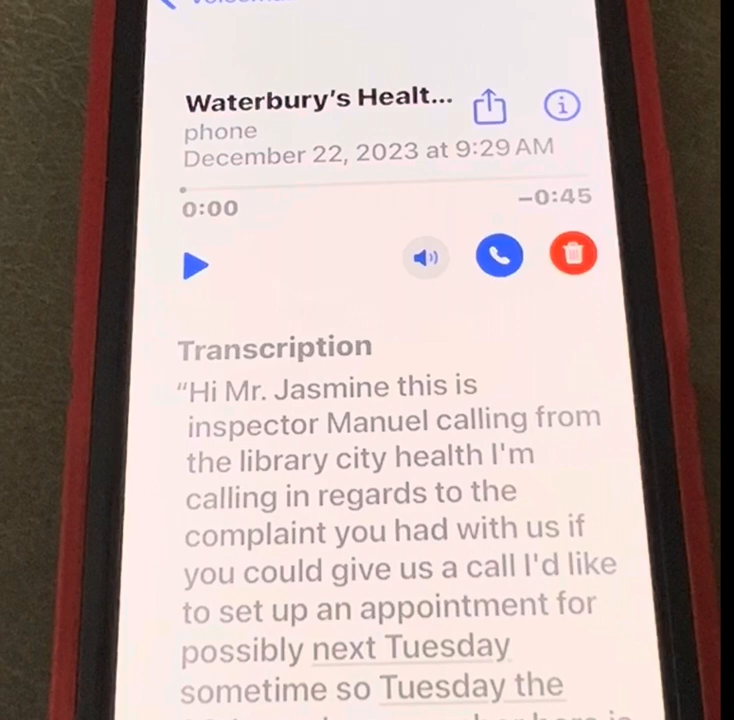 Waterbury's Healt...
phone
December 22, 2023 at 9:29 AM
0:00
−0:45
Transcription
"Hi Mr. Jasmine this is
inspector Manuel calling from
the library city health I'm
calling in regards to the
complaint you had with us if
you could give us a call I'd like
to set up an appointment for
possibly next Tuesday
sometime so Tuesday the